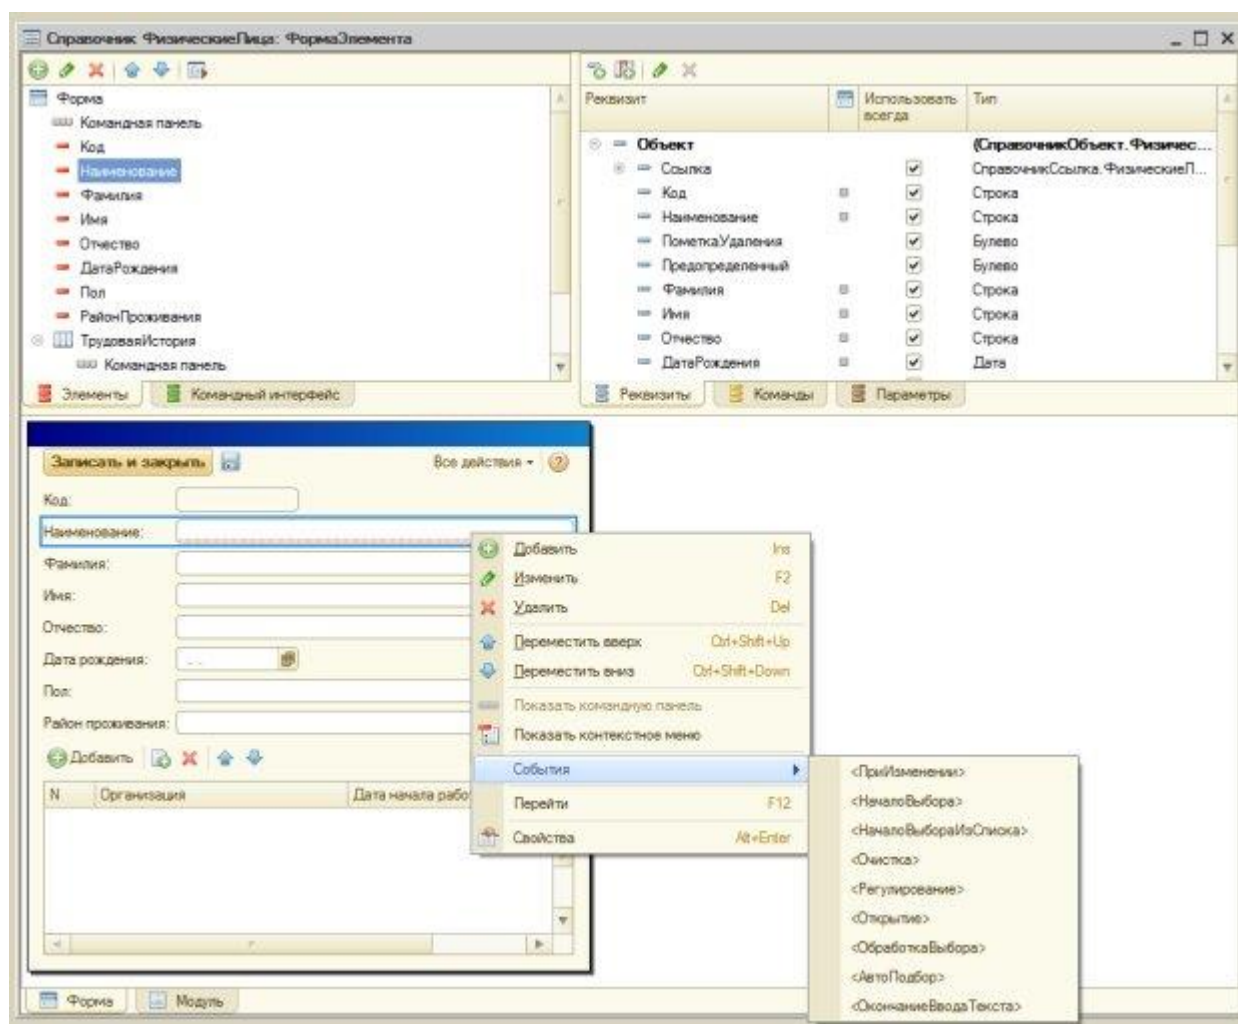 Справочник ФизическиеЛица: ФормаЭлемента
Форма
Командная панель
Код
Наименование
Фамилия
Имя
Отчество
ДатаРождения
Пол
РайонПроживания
ТрудоваяИстория
Командная панель
Элементы
Командный интерфейс
Реквизит
Использовать всегда
Тип
Объект
(СправочникОбъект.Физичес...
Ссылка
СправочникСсылка.ФизическиеЛ...
Код
Строка
Наименование
Строка
ПометкаУдаления
Булево
Предопределенный
Булево
Фамилия
Строка
Имя
Строка
Отчество
Строка
ДатаРождения
Дата
Реквизиты
Команды
Параметры
Записать и закрыть
Все действия
Код:
Наименование:
Фамилия:
Имя:
Отчество:
Дата рождения:
. .
Пол:
Район проживания:
Добавить
N
Организация
Дата начала рабо
Добавить Ins
Изменить F2
Удалить Del
Переместить вверх Ctrl+Shift+Up
Переместить вниз Ctrl+Shift+Down
Показать командную панель
Показать контекстное меню
События
Перейти F12
Свойства Alt+Enter
<ПриИзменении>
<НачалоВыбора>
<НачалоВыбораИзСписка>
<Очистка>
<Регулирование>
<Открытие>
<ОбработкаВыбора>
<АвтоПодбор>
<ОкончаниеВводаТекста>
Форма
Модуль